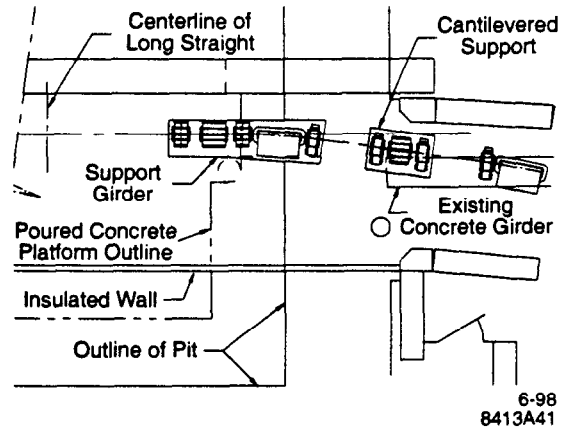 Centerline of
Long Straight
Cantilevered
Support
Support
Girder
Existing
Concrete Girder
Poured Concrete
Platform Outline
Insulated Wall
Outline of Pit
6-98
8413A41